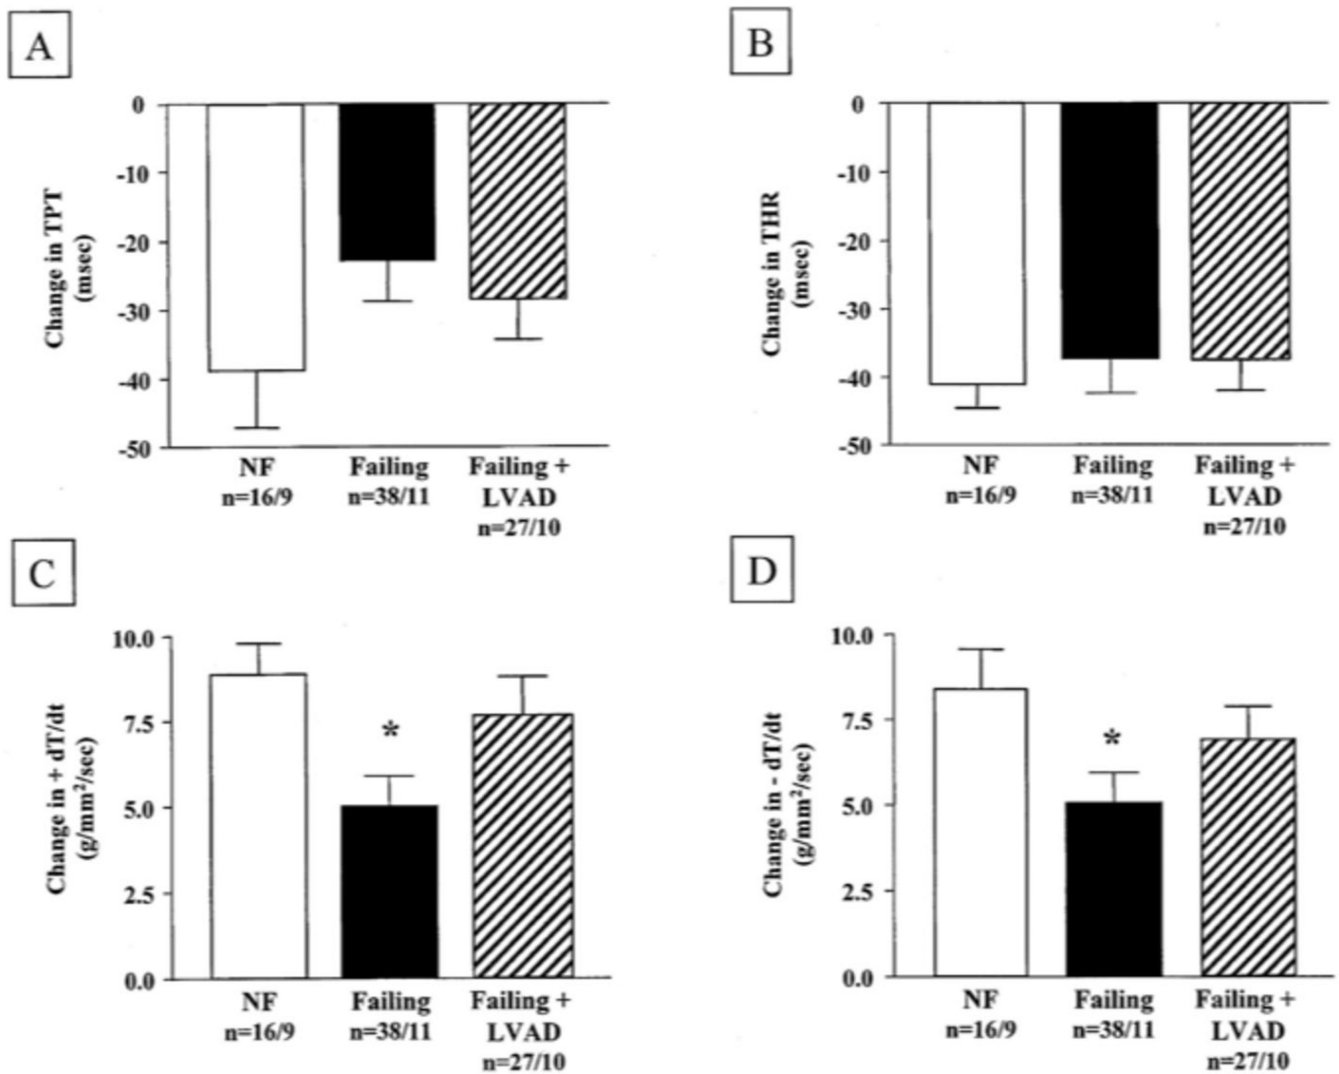 A
0
-10
-20
-30
-40
-50
Change in TPT
(msec)
NF
n=16/9
Failing
n=38/11
Failing +
LVAD
n=27/10
B
0
-10
-20
-30
-40
-50
Change in THR
(msec)
NF
n=16/9
Failing
n=38/11
Failing +
LVAD
n=27/10
C
10.0
7.5
5.0
2.5
0.0
Change in + dT/dt
(g/mm²/sec)
*
NF
n=16/9
Failing
n=38/11
Failing +
LVAD
n=27/10
D
10.0
7.5
5.0
2.5
0.0
Change in - dT/dt
(g/mm²/sec)
*
NF
n=16/9
Failing
n=38/11
Failing +
LVAD
n=27/10